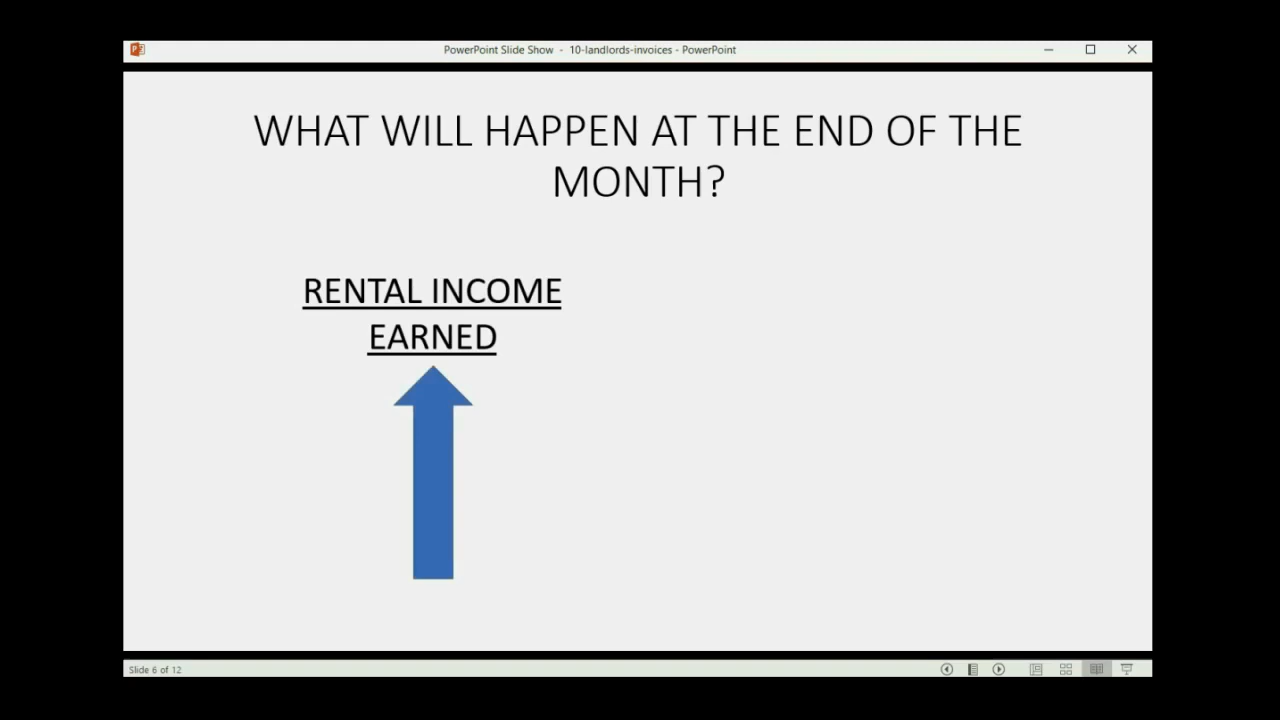 PowerPoint Slide Show - 10-landlords-invoices - PowerPoint
WHAT WILL HAPPEN AT THE END OF THE
MONTH?
RENTAL INCOME
EARNED
Slide 6 of 12